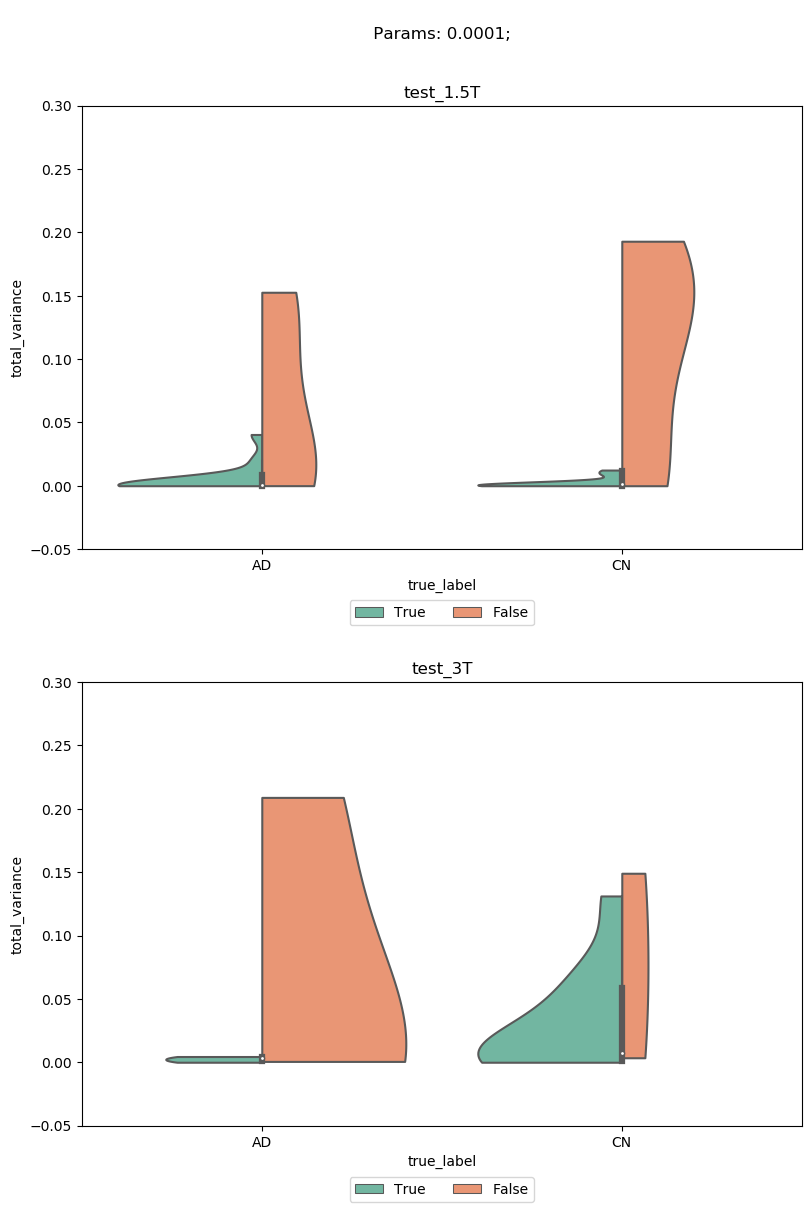 Params: 0.0001;
test_1.5T
0.30
0.25
0.20
0.15
0.10
0.05
0.00
−0.05
total_variance
AD
CN
true_label
True
False
test_3T
0.30
0.25
0.20
0.15
0.10
0.05
0.00
−0.05
total_variance
AD
CN
true_label
True
False